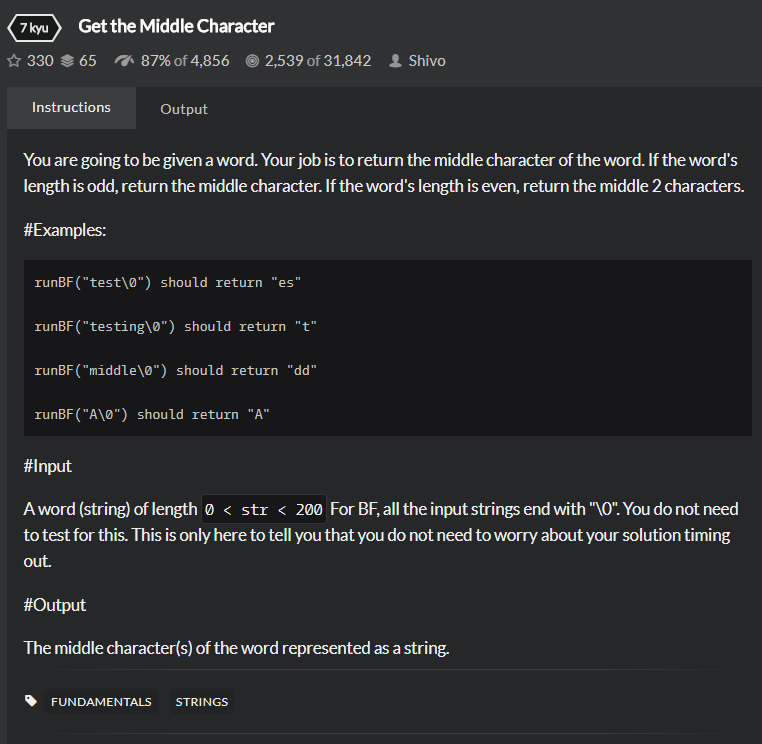 7 kyu Get the Middle Character
330 65 87% of 4,856 2,539 of 31,842 Shivo
Instructions Output
You are going to be given a word. Your job is to return the middle character of the word. If the word's
length is odd, return the middle character. If the word's length is even, return the middle 2 characters.
#Examples:
runBF("test\0") should return "es"
runBF("testing\0") should return "t"
runBF("middle\0") should return "dd"
runBF("A\0") should return "A"
#Input
A word (string) of length 0 < str < 200 For BF, all the input strings end with "\0". You do not need
to test for this. This is only here to tell you that you do not need to worry about your solution timing
out.
#Output
The middle character(s) of the word represented as a string.
FUNDAMENTALS STRINGS